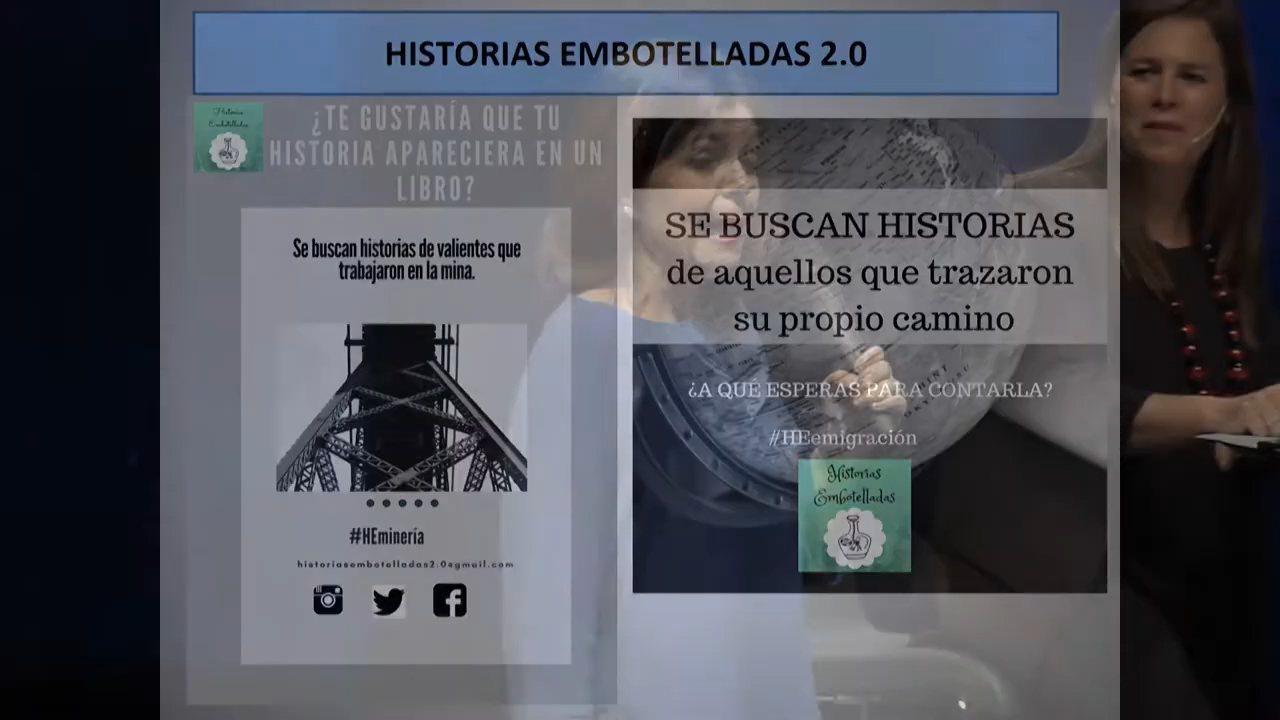 HISTORIAS EMBOTELLADAS 2.0
Historias
Embotelladas
¿TE GUSTARÍA QUE TU
HISTORIA APARECIERA EN UN
LIBRO?
Se buscan historias de valientes que
trabajaron en la mina.
#HEminería
historiasembotelladas2.0@gmail.com
SE BUSCAN HISTORIAS
de aquellos que trazaron
su propio camino
¿A QUÉ ESPERAS PARA CONTARLA?
#HEemigración
Historias
Embotelladas